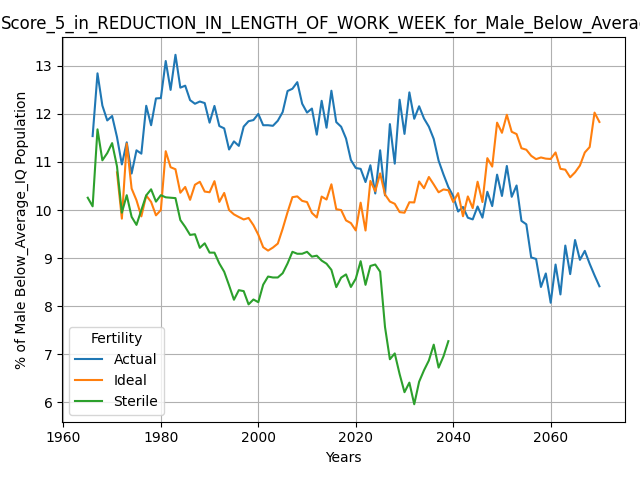 Score_5_in_REDUCTION_IN_LENGTH_OF_WORK_WEEK_for_Male_Below_Avera
% of Male Below_Average_IQ Population
13
12
11
10
9
8
7
6
Fertility
Actual
Ideal
Sterile
1960 1980 2000 2020 2040 2060
Years